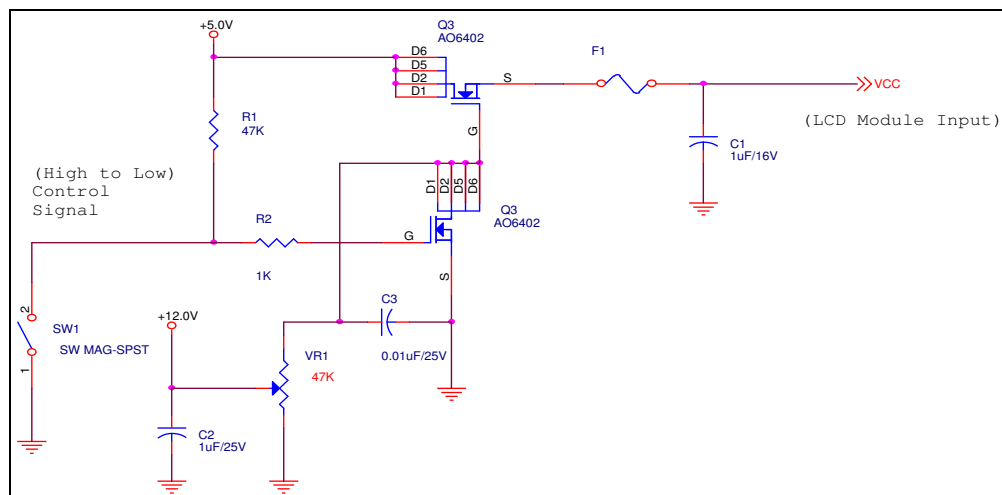 +5.0V
Q3
AO6402
D6
D5
D2
D1
S
G
F1
VCC
(LCD Module Input)
R1
47K
C1
1uF/16V
(High to Low)
Control
Signal
D1
D2
D5
D6
Q3
AO6402
R2
1K
G
S
2
1
SW1
SW MAG-SPST
+12.0V
C3
0.01uF/25V
VR1
47K
C2
1uF/25V